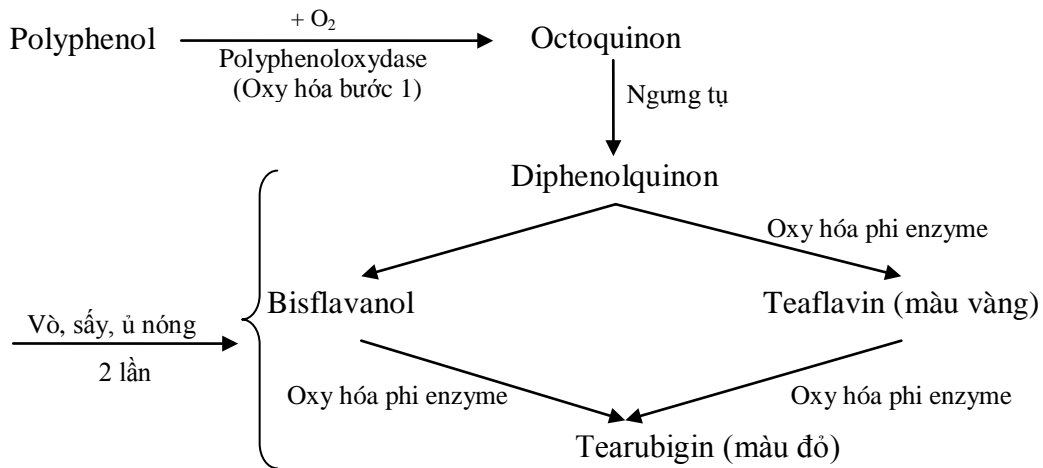 + O₂
Polyphenol
Octoquinon
Polyphenoloxydase
(Oxy hóa bước 1)
Ngưng tụ
Diphenolquinon
Oxy hóa phi enzyme
Bisflavanol
Teaflavin (màu vàng)
Vò, sấy, ủ nóng
2 lần
Oxy hóa phi enzyme
Oxy hóa phi enzyme
Tearubigin (màu đỏ)